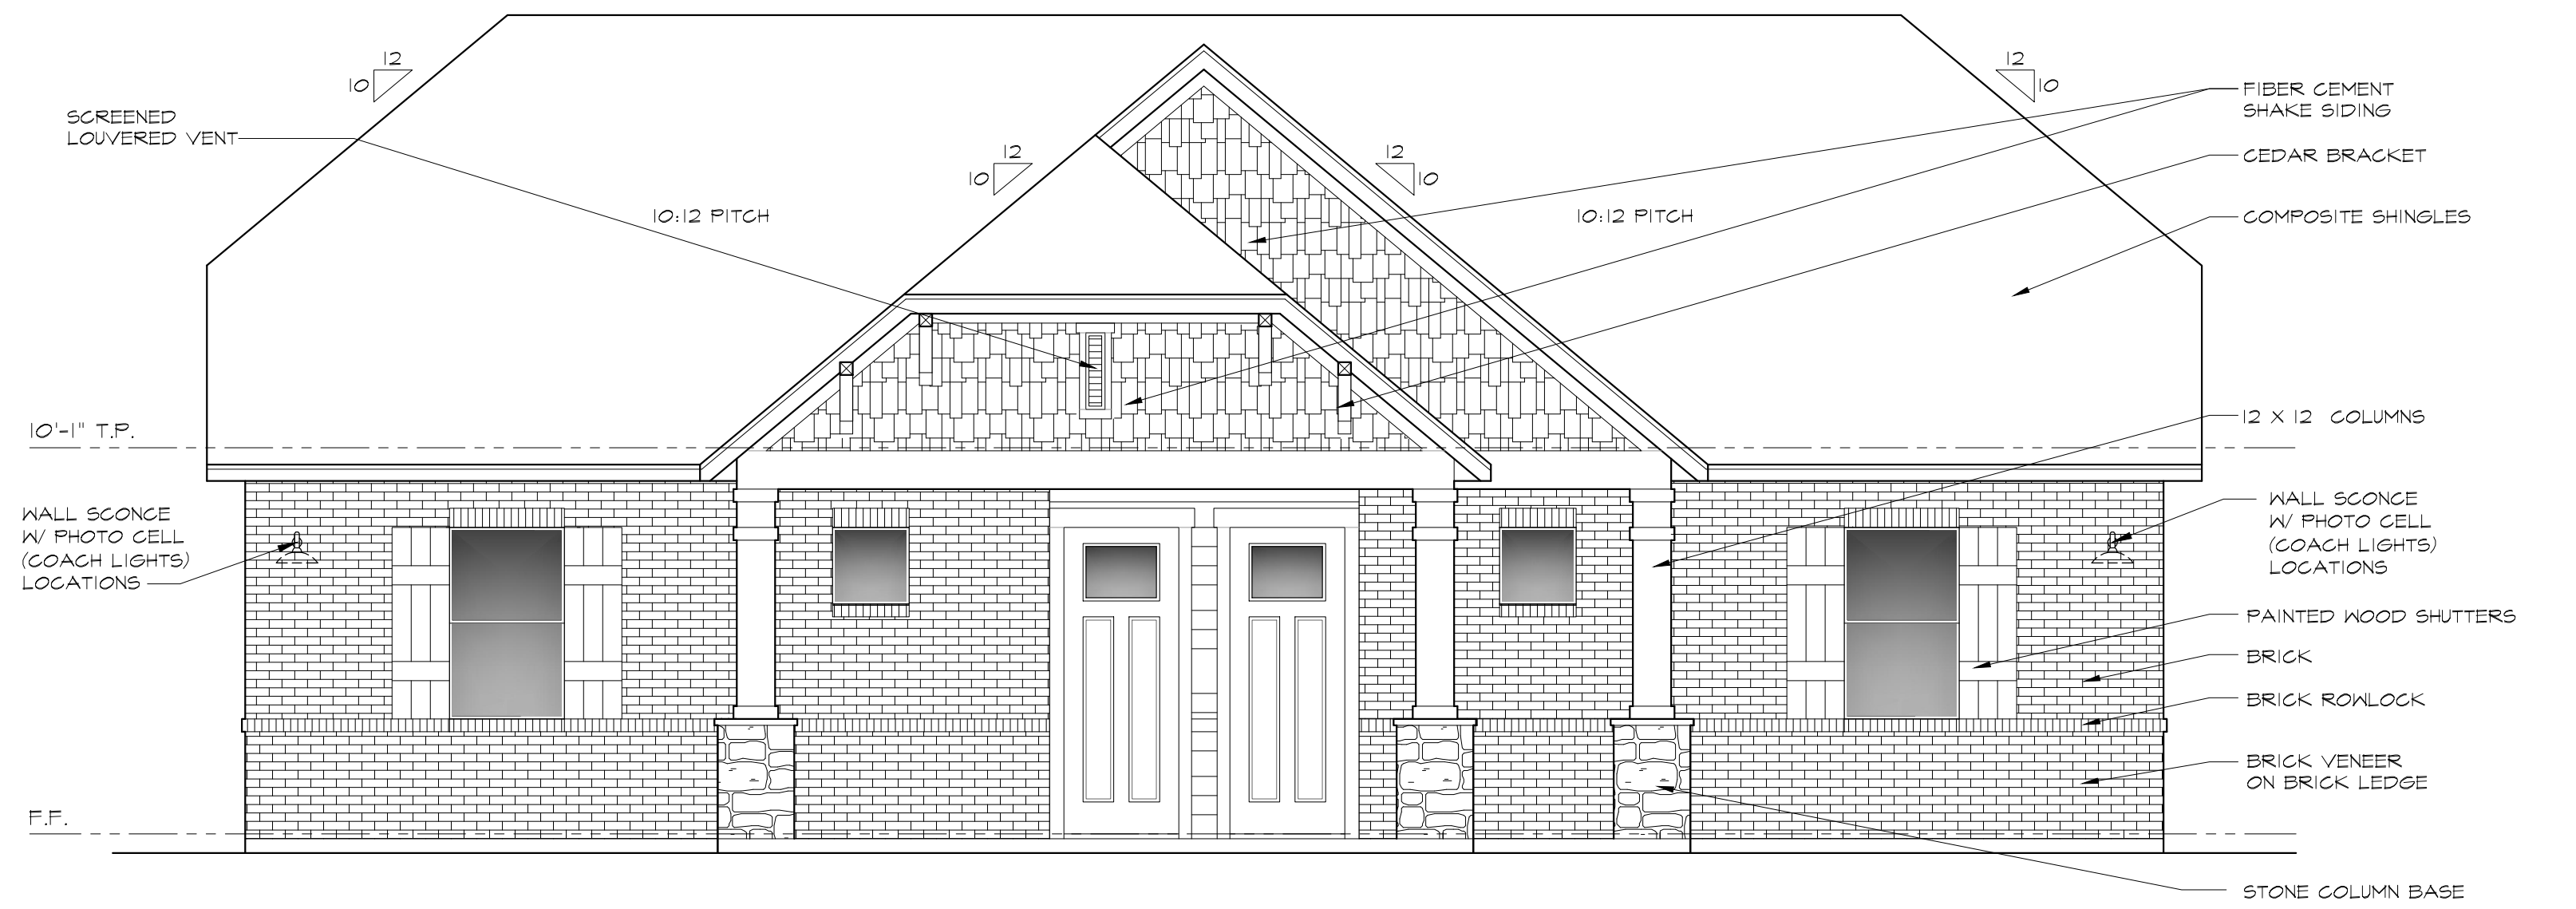 12
10
12
10
SCREENED
LOUVERED VENT
FIBER CEMENT
SHAKE SIDING
12
10
12
10
CEDAR BRACKET
10:12 PITCH
10:12 PITCH
COMPOSITE SHINGLES
10'-1" T.P.
12 X 12 COLUMNS
WALL SCONCE
W/ PHOTO CELL
(COACH LIGHTS)
LOCATIONS
WALL SCONCE
W/ PHOTO CELL
(COACH LIGHTS)
LOCATIONS
PAINTED WOOD SHUTTERS
BRICK
BRICK ROWLOCK
BRICK VENEER
ON BRICK LEDGE
F.F.
STONE COLUMN BASE